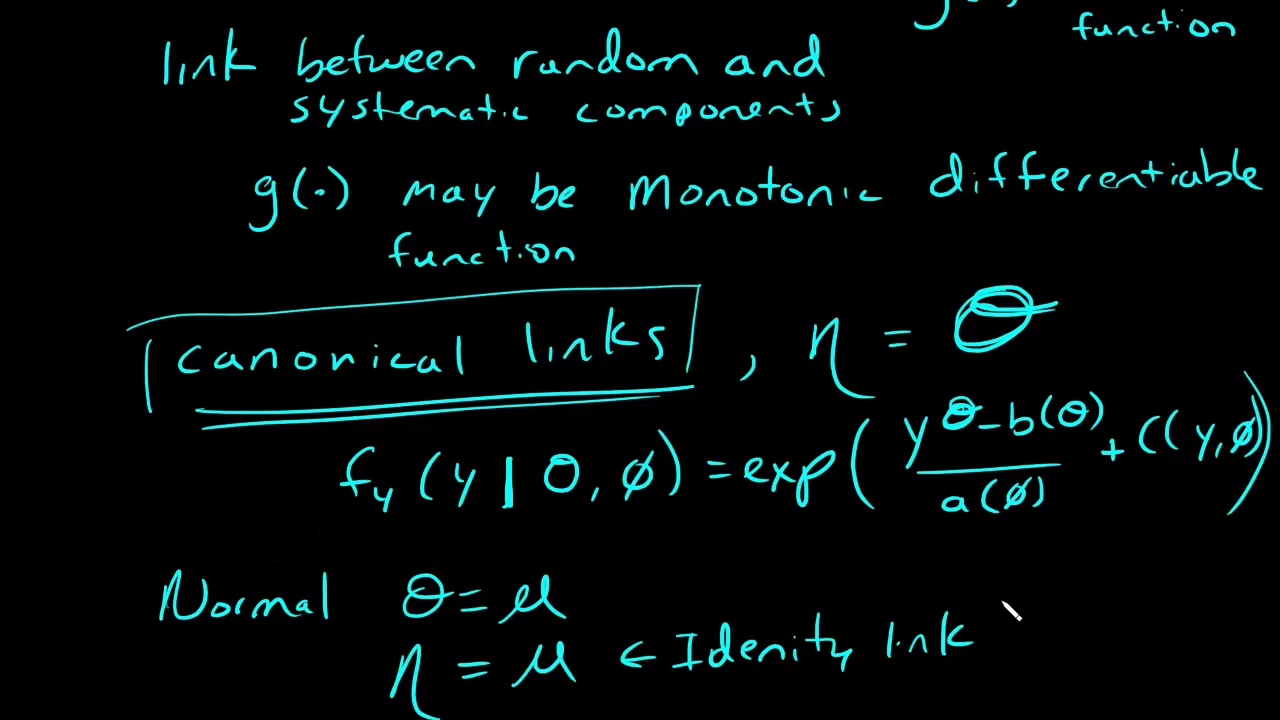 function
link between random and
systematic components
g(·) may be Monotonic differentiable
function
canonical links, η = θ
f_y (y | θ, φ) = exp( (yθ - b(θ)) / a(φ) + c(y, φ) )
Normal θ = μ
η = μ ← Idenity link